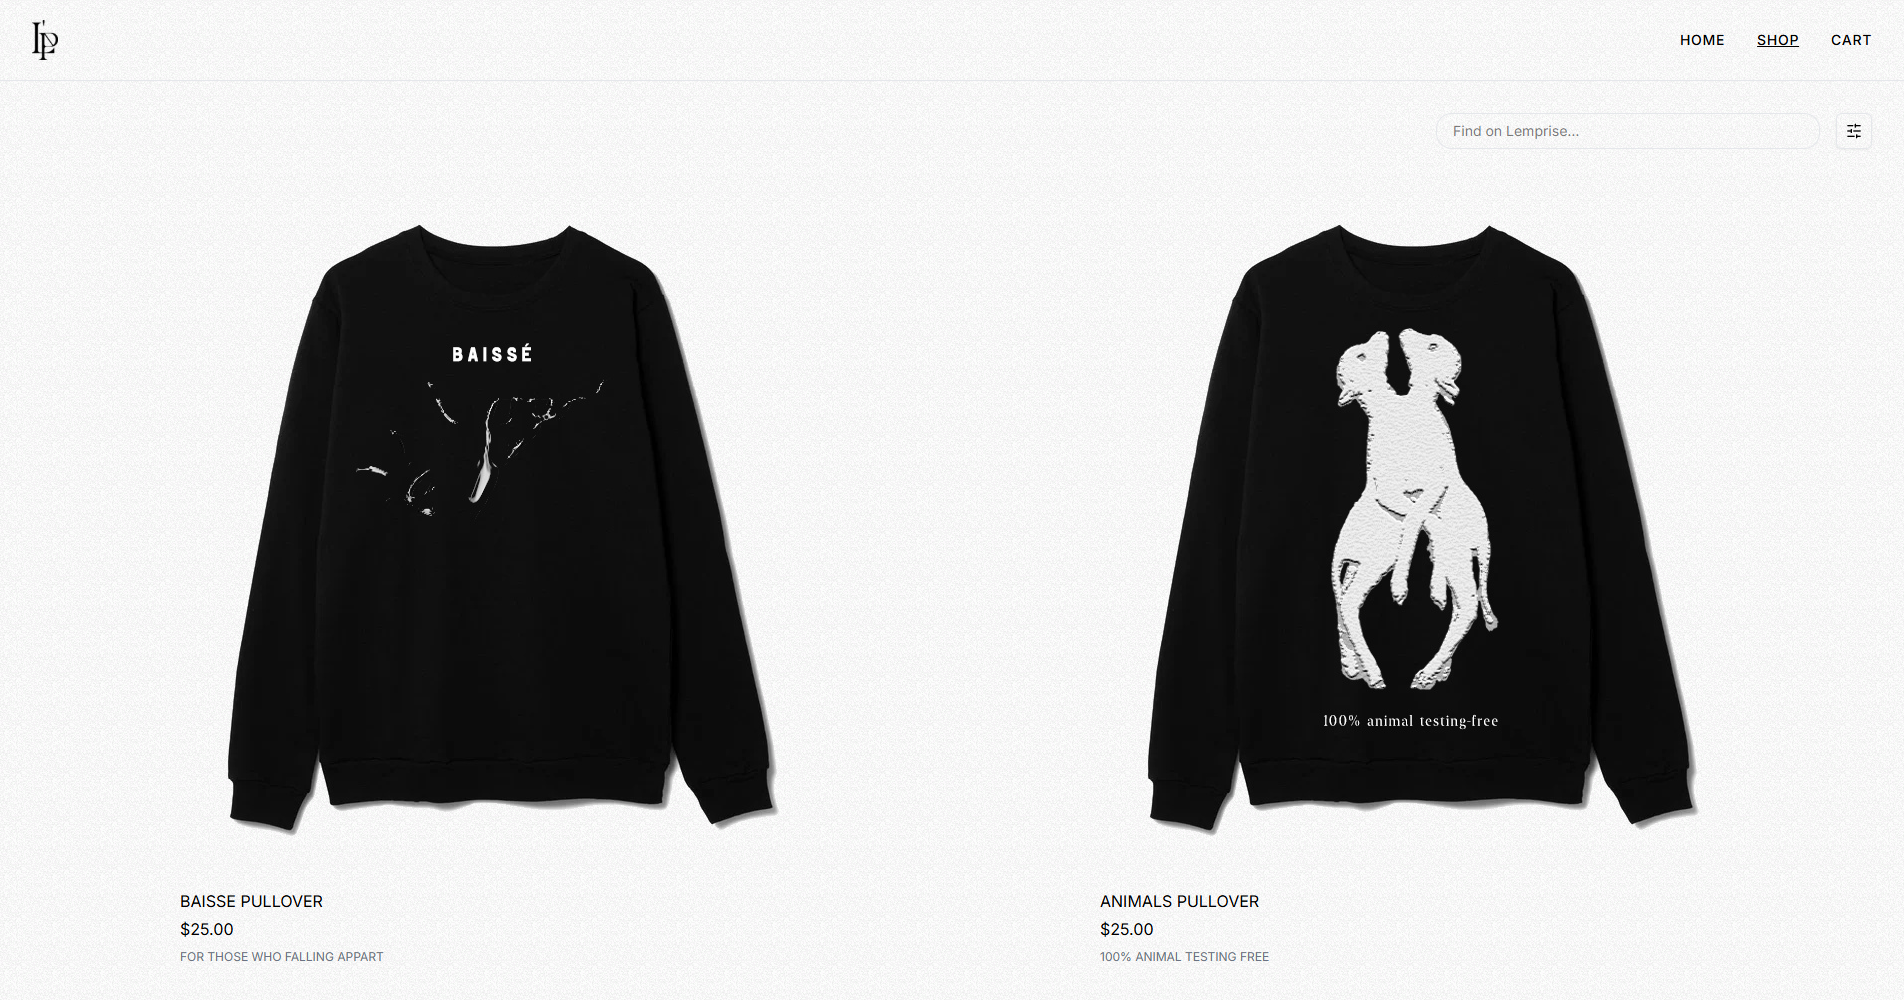 LP
HOME SHOP CART
Find on Lemprise...
BAISSÉ
100% animal testing-free
BAISSE PULLOVER
$25.00
FOR THOSE WHO FALLING APPART
ANIMALS PULLOVER
$25.00
100% ANIMAL TESTING FREE